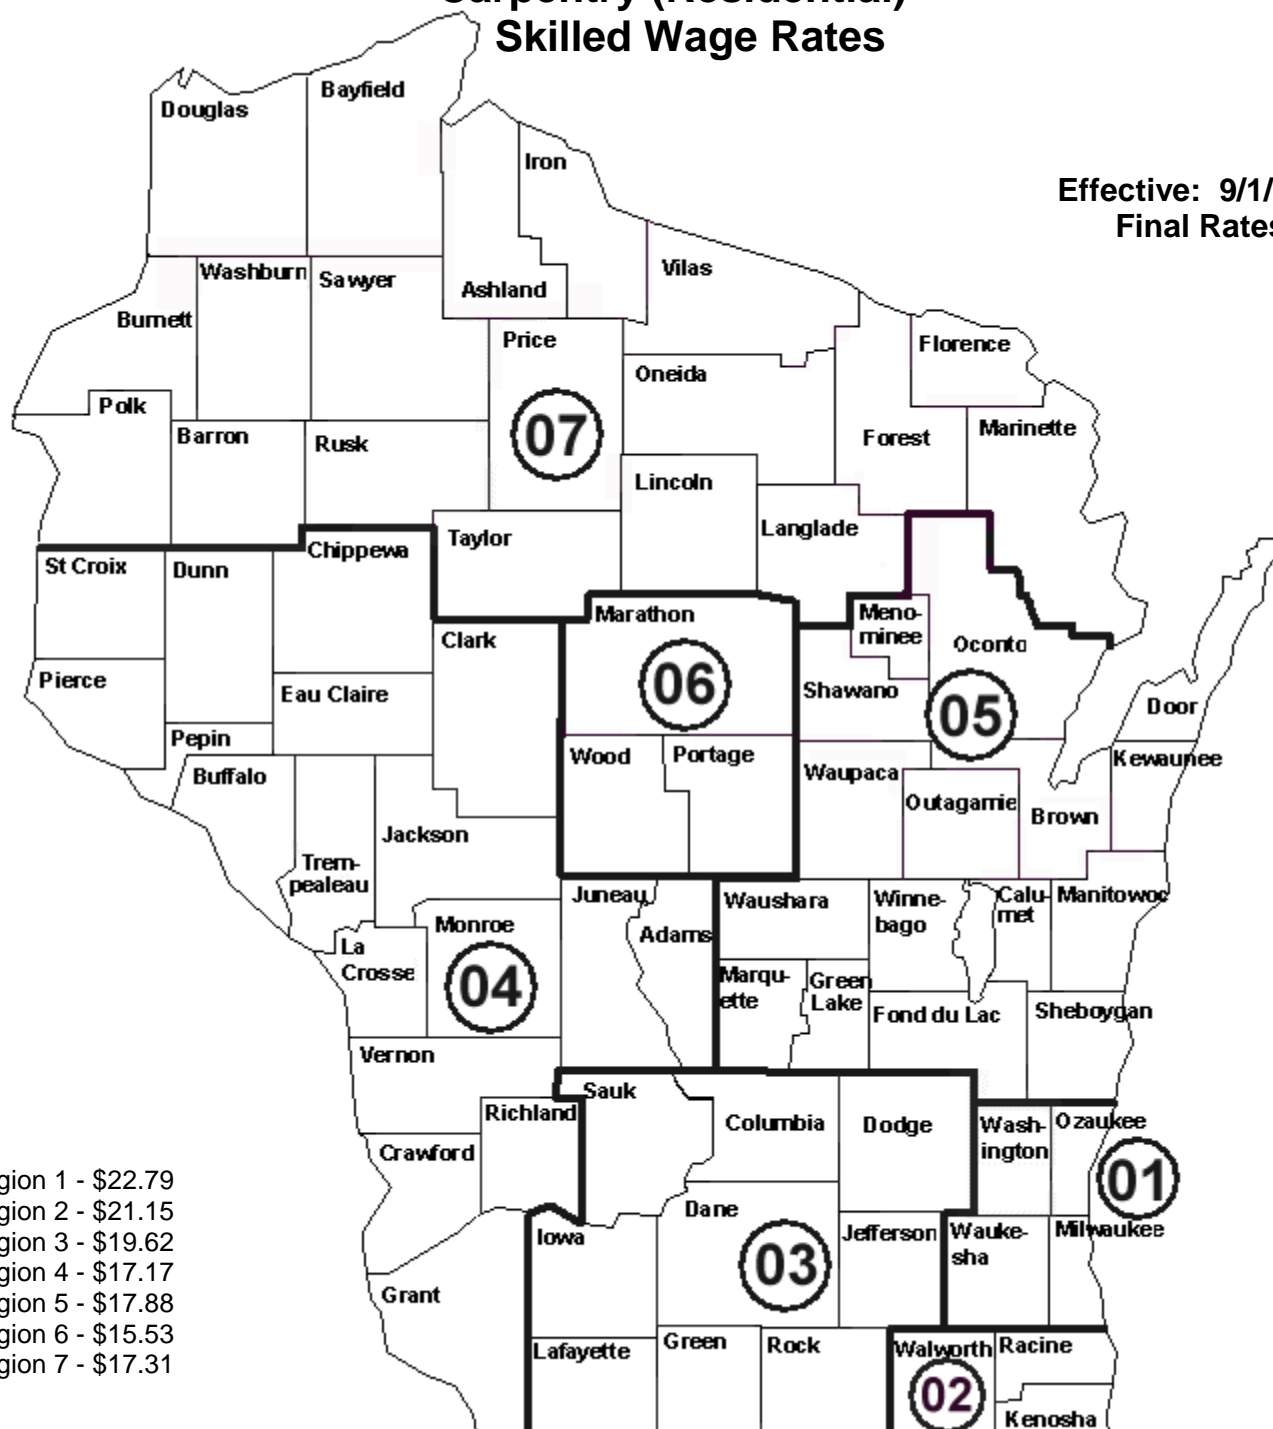 Carpentry (Residential)
Skilled Wage Rates
Effective: 9/1/
Final Rates
Douglas
Bayfield
Iron
Vilas
Washburn
Sawyer
Ashland
Burnett
Price
Florence
Oneida
Polk
Barron
Rusk
07
Forest
Marinette
Lincoln
Langlade
Taylor
Chippewa
St Croix
Dunn
Marathon
Meno-
minee
Clark
Oconto
Pierce
Eau Claire
06
Shawano
05
Door
Pepin
Buffalo
Wood
Portage
Waupaca
Kewaunee
Outagamie
Brown
Jackson
Trem-
pealeau
Juneau
Adams
Waushara
Winne-
bago
Calu-
met
Manitowoc
Monroe
La
Crosse
04
Marqu-
ette
Green
Lake
Fond du Lac
Sheboygan
Vernon
Sauk
Richland
Columbia
Dodge
Wash-
ington
Ozaukee
Crawford
01
gion 1 - $22.79
gion 2 - $21.15
gion 3 - $19.62
gion 4 - $17.17
gion 5 - $17.88
gion 6 - $15.53
gion 7 - $17.31
Dane
Iowa
03
Jefferson
Wauke-
sha
Milwaukee
Grant
Lafayette
Green
Rock
Walworth
Racine
02
Kenosha